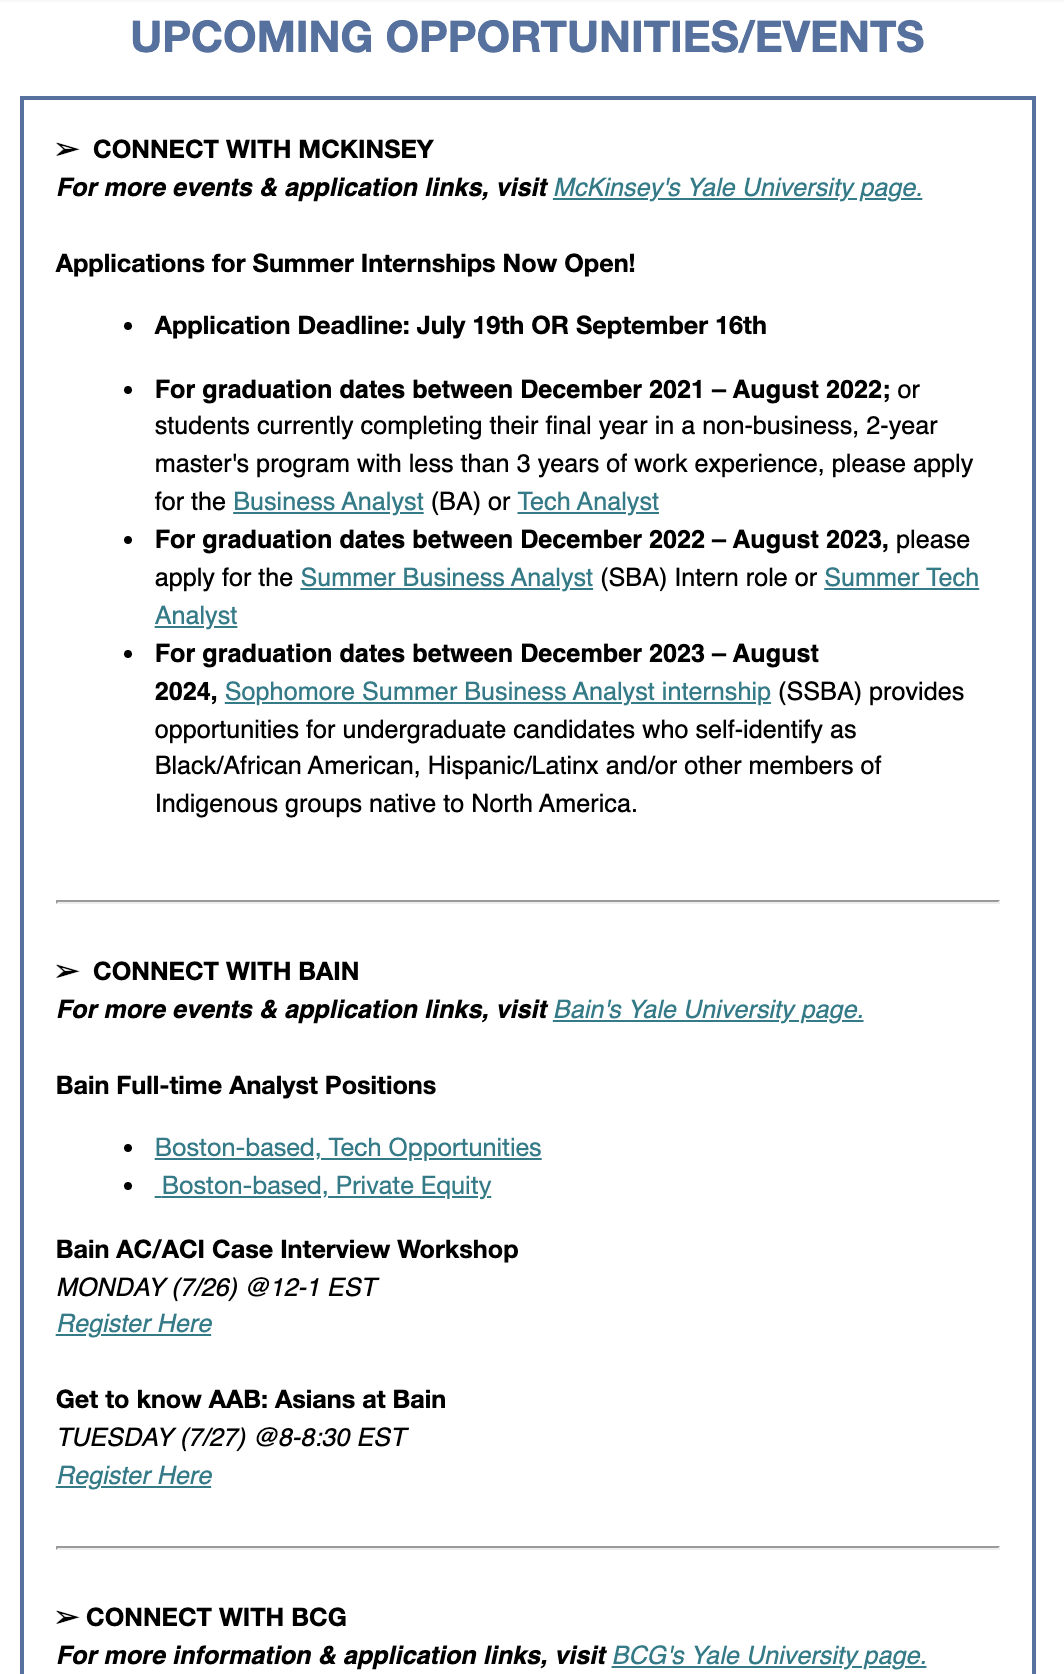 UPCOMING OPPORTUNITIES/EVENTS
➢ CONNECT WITH MCKINSEY
For more events & application links, visit McKinsey's Yale University page.
Applications for Summer Internships Now Open!
• Application Deadline: July 19th OR September 16th
• For graduation dates between December 2021 – August 2022; or
students currently completing their final year in a non-business, 2-year
master's program with less than 3 years of work experience, please apply
for the Business Analyst (BA) or Tech Analyst
• For graduation dates between December 2022 – August 2023, please
apply for the Summer Business Analyst (SBA) Intern role or Summer Tech
Analyst
• For graduation dates between December 2023 – August
2024, Sophomore Summer Business Analyst internship (SSBA) provides
opportunities for undergraduate candidates who self-identify as
Black/African American, Hispanic/Latinx and/or other members of
Indigenous groups native to North America.
➢ CONNECT WITH BAIN
For more events & application links, visit Bain's Yale University page.
Bain Full-time Analyst Positions
• Boston-based, Tech Opportunities
• Boston-based, Private Equity
Bain AC/ACI Case Interview Workshop
MONDAY (7/26) @12-1 EST
Register Here
Get to know AAB: Asians at Bain
TUESDAY (7/27) @8-8:30 EST
Register Here
➢ CONNECT WITH BCG
For more information & application links, visit BCG's Yale University page.